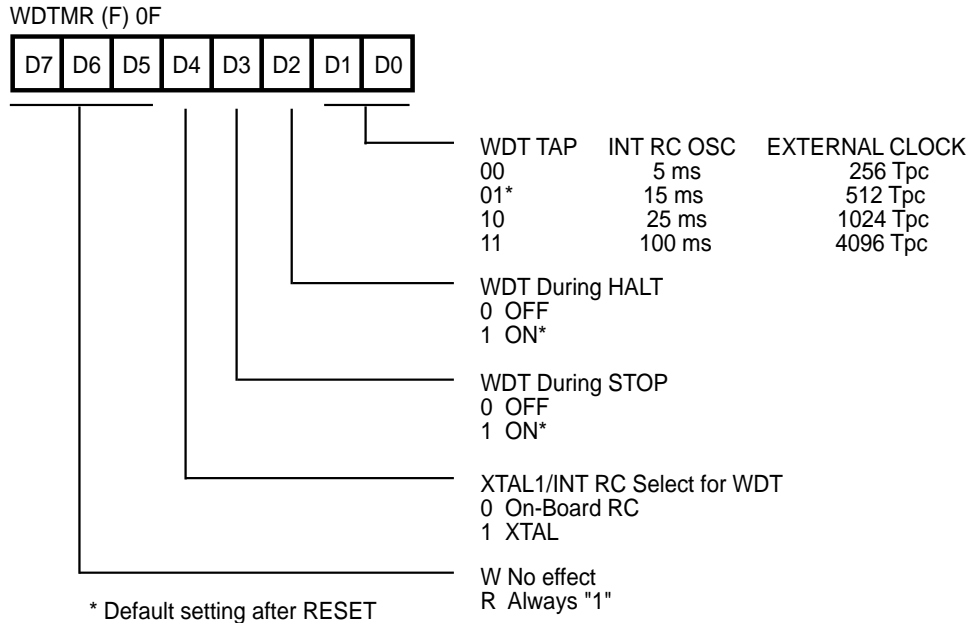 WDTMR (F) 0F
D7 D6 D5 D4 D3 D2 D1 D0
WDT TAP INT RC OSC EXTERNAL CLOCK
00 5 ms 256 Tpc
01* 15 ms 512 Tpc
10 25 ms 1024 Tpc
11 100 ms 4096 Tpc
WDT During HALT
0 OFF
1 ON*
WDT During STOP
0 OFF
1 ON*
XTAL1/INT RC Select for WDT
0 On-Board RC
1 XTAL
W No effect
R Always "1"
* Default setting after RESET